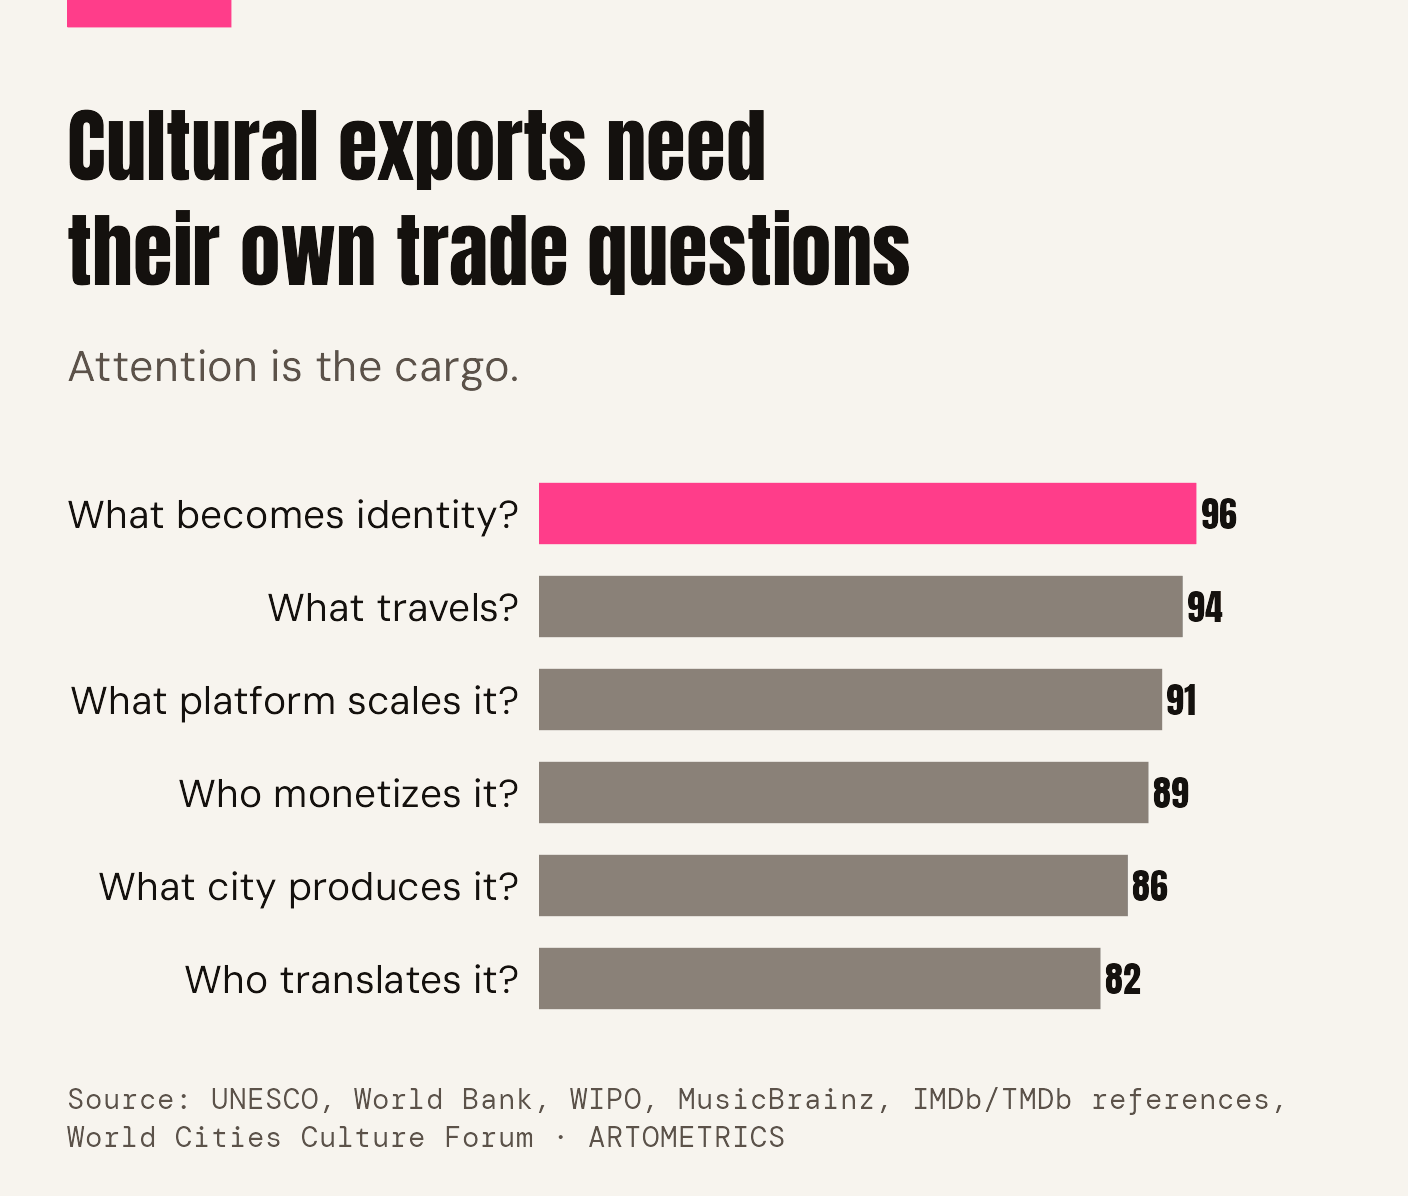 Cultural exports need
their own trade questions
Attention is the cargo.
What becomes identity? 96
What travels? 94
What platform scales it? 91
Who monetizes it? 89
What city produces it? 86
Who translates it? 82
Source: UNESCO, World Bank, WIPO, MusicBrainz, IMDb/TMDb references,
World Cities Culture Forum · ARTOMETRICS